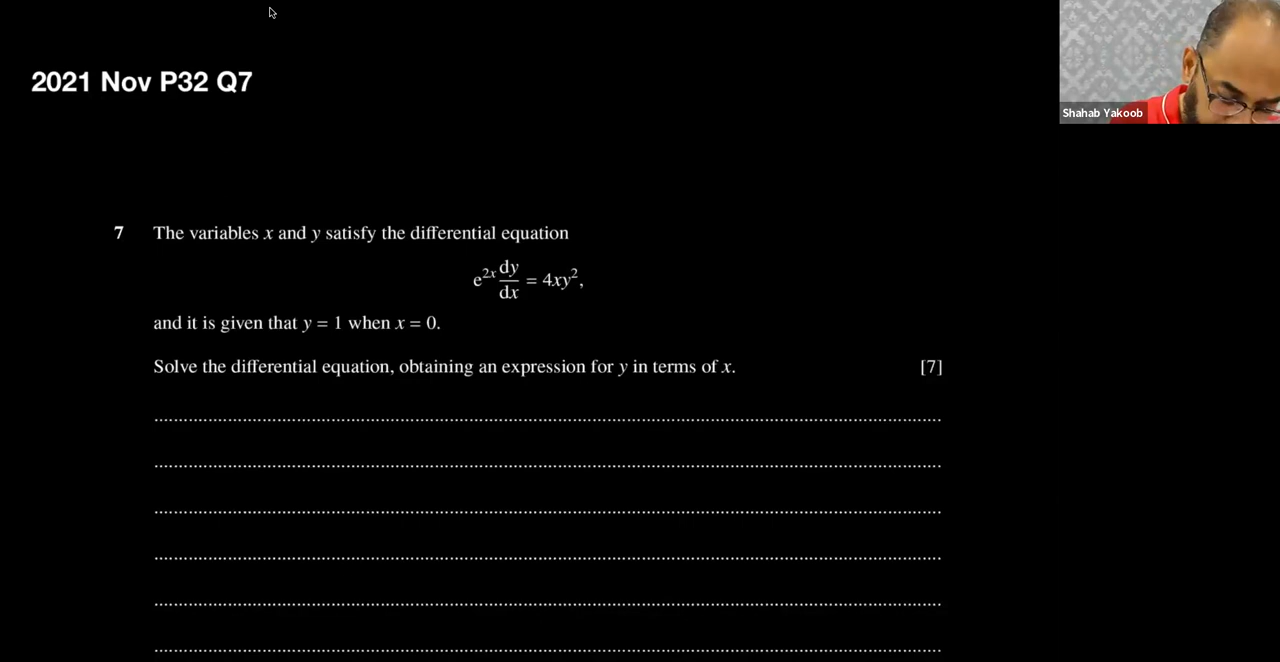 2021 Nov P32 Q7
Shahab Yakoob
7 The variables x and y satisfy the differential equation
e^{2x} dy/dx = 4xy²,
and it is given that y = 1 when x = 0.
Solve the differential equation, obtaining an expression for y in terms of x. [7]